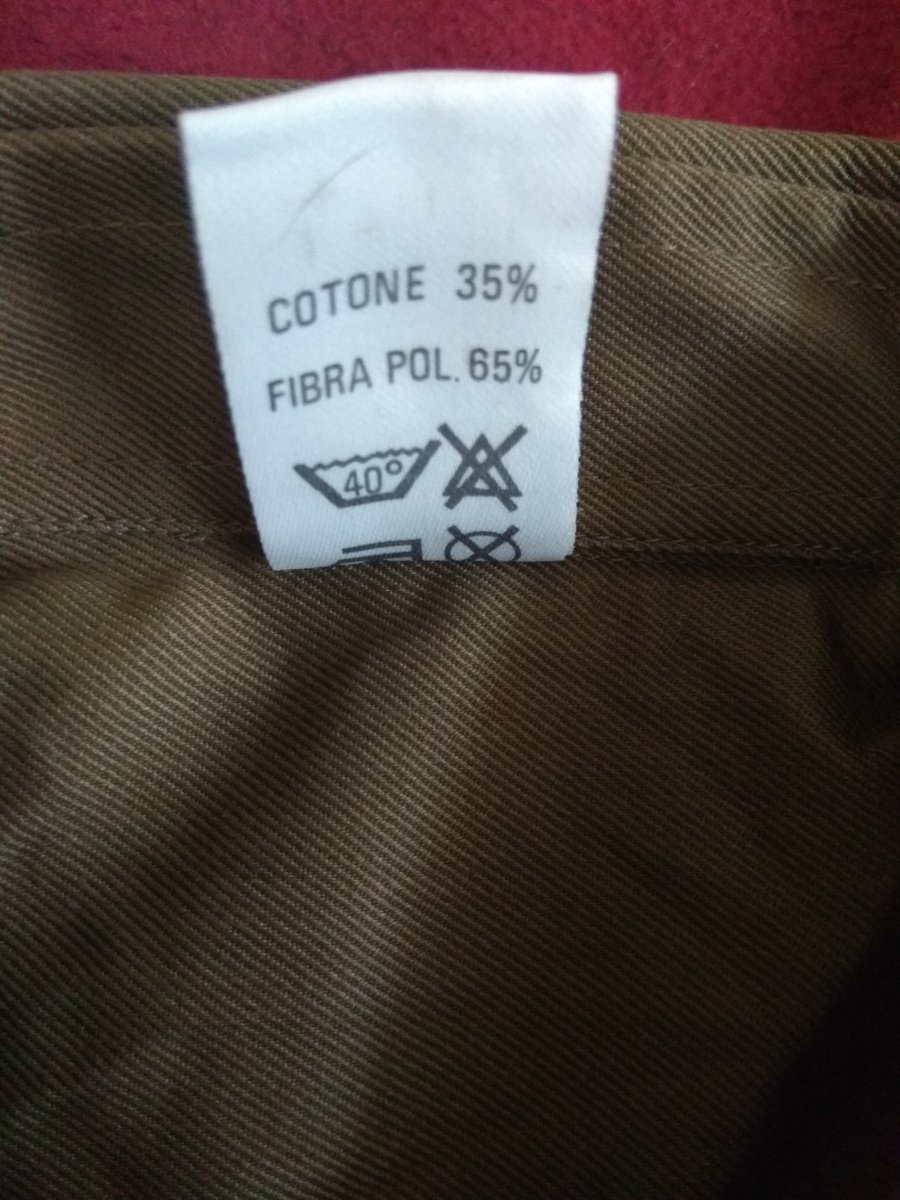 COTONE 35%
FIBRA POL. 65%
40°